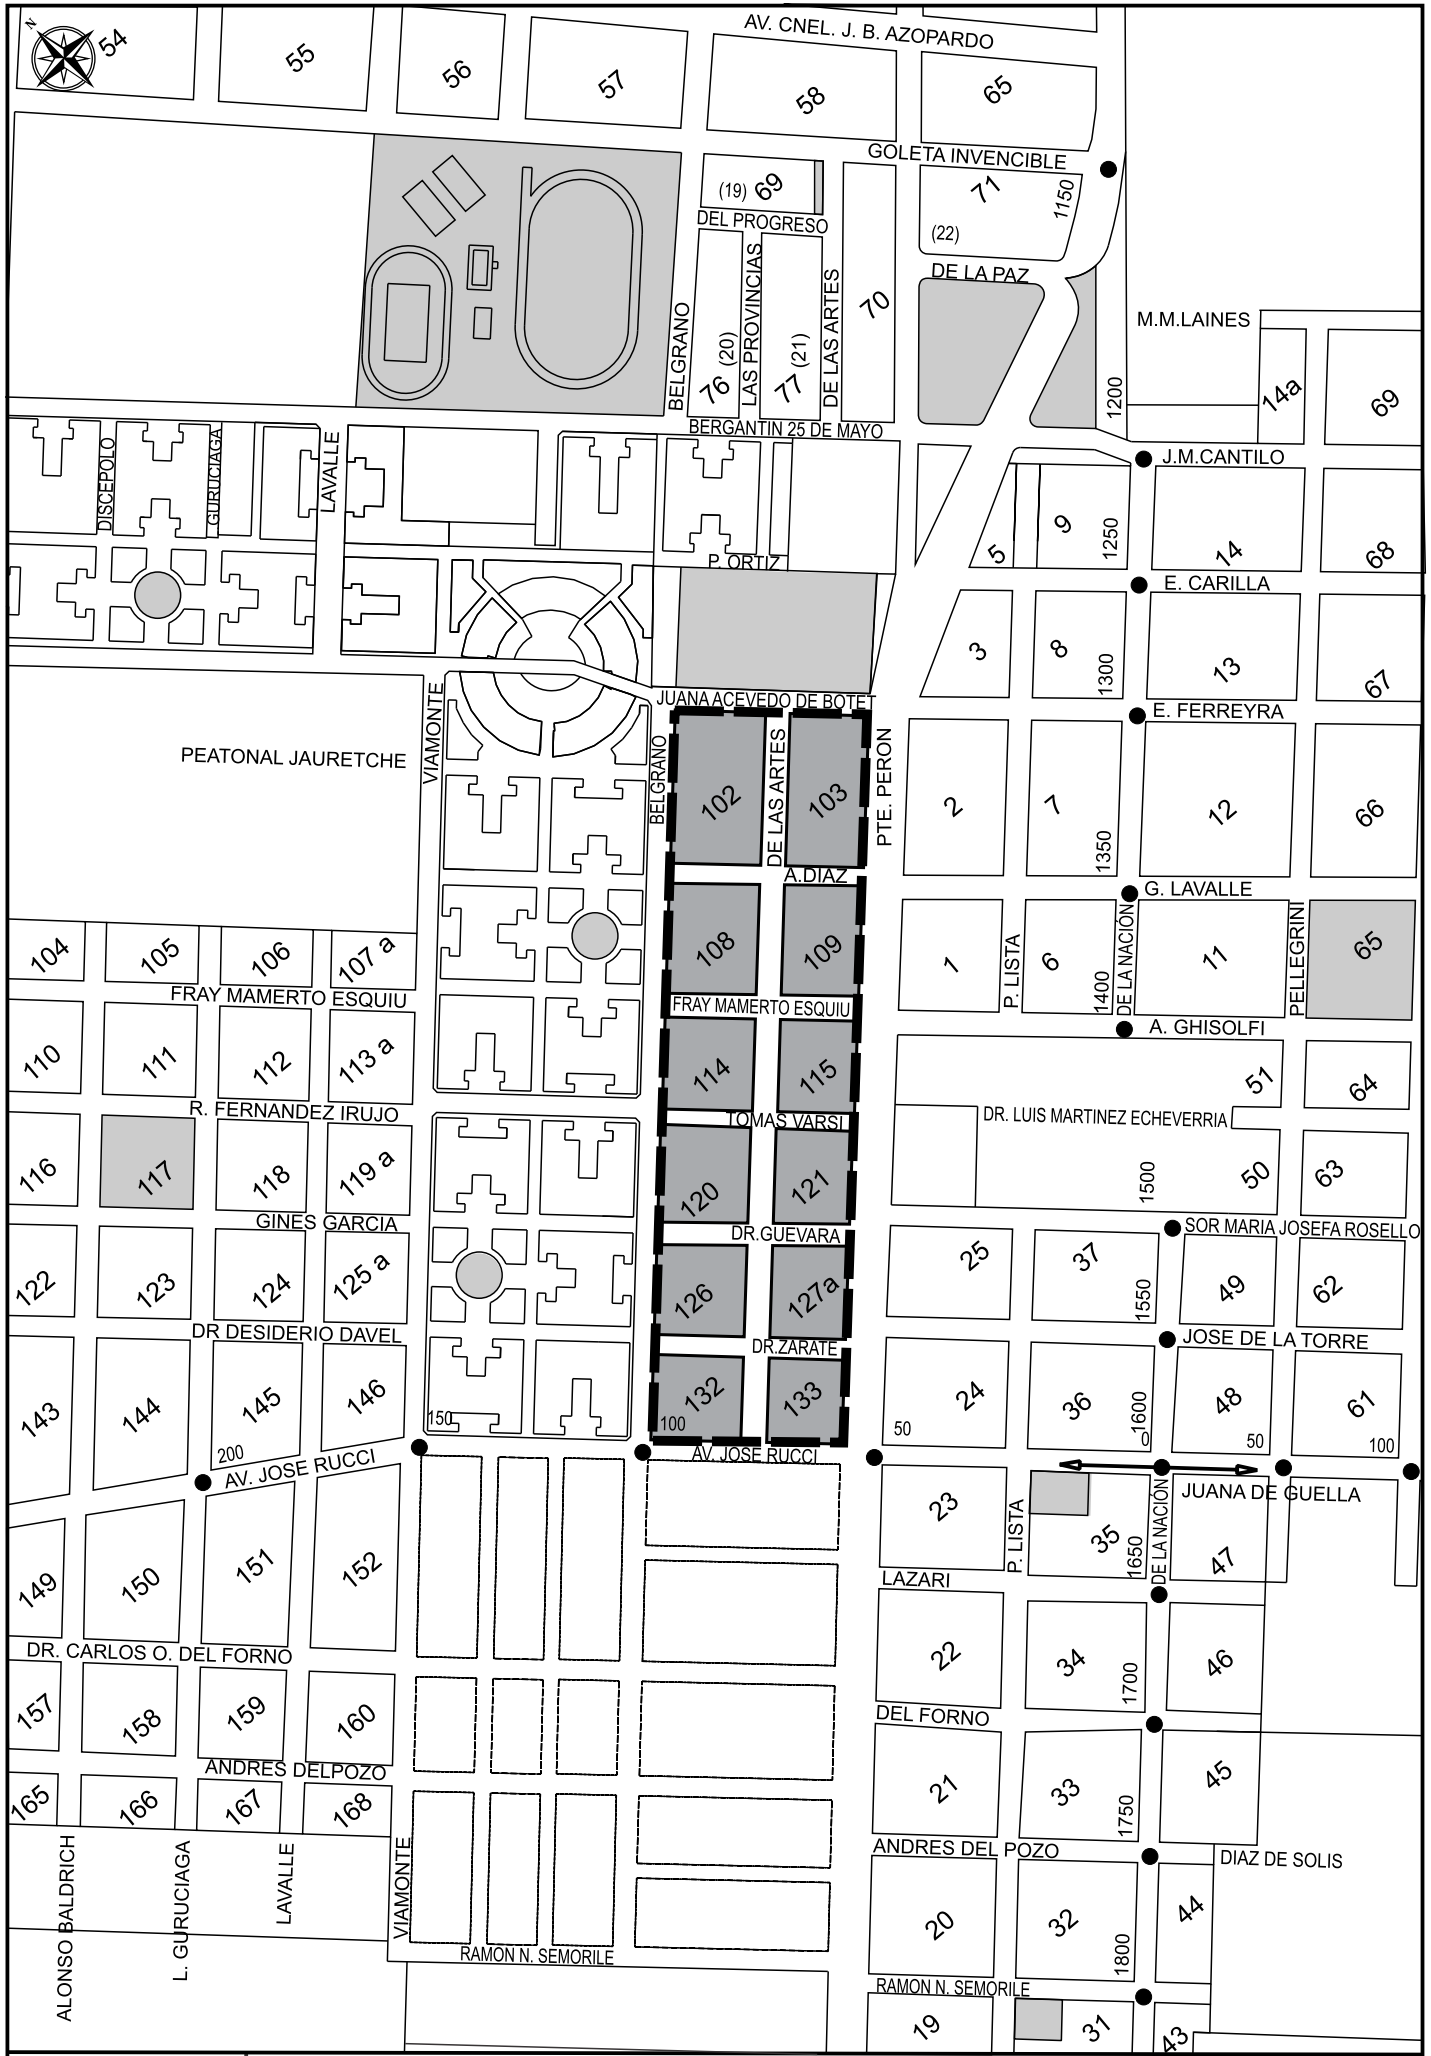 N
54
55
56
57
AV. CNEL. J. B. AZOPARDO
58
65
GOLETA INVENCIBLE
(19)
69
71
1150
DEL PROGRESO
(22)
DE LA PAZ
BELGRANO
76
(20)
LAS PROVINCIAS
77
(21)
DE LAS ARTES
70
M.M.LAINES
1200
14a
69
BERGANTIN 25 DE MAYO
J.M.CANTILO
DISCEPOLO
GURUCIAGA
LAVALLE
5
9
1250
14
68
P. ORTIZ
E. CARILLA
3
8
1300
13
67
JUANA ACEVEDO DE BOTET
E. FERREYRA
PEATONAL JAURETCHE
VIAMONTE
BELGRANO
102
DE LAS ARTES
103
PTE. PERON
2
7
1350
12
66
A.DIAZ
G. LAVALLE
104
105
106
107 a
108
109
1
P. LISTA
6
1400
DE LA NACIÓN
11
PELLEGRINI
65
FRAY MAMERTO ESQUIU
FRAY MAMERTO ESQUIU
A. GHISOLFI
110
111
112
113 a
114
115
51
64
R. FERNANDEZ IRUJO
TOMAS VARSI
DR. LUIS MARTINEZ ECHEVERRIA
116
117
118
119 a
120
121
1500
50
63
GINES GARCIA
DR.GUEVARA
SOR MARIA JOSEFA ROSELLO
122
123
124
125 a
126
127a
25
37
1550
49
62
DR DESIDERIO DAVEL
DR.ZARATE
JOSE DE LA TORRE
143
144
145
146
150
132
100
133
24
50
36
1600
0
48
50
61
100
200
AV. JOSE RUCCI
AV. JOSE RUCCI
JUANA DE GUELLA
149
150
151
152
23
P. LISTA
35
1650
DE LA NACIÓN
47
LAZARI
DR. CARLOS O. DEL FORNO
22
34
1700
46
157
158
159
160
DEL FORNO
ANDRES DELPOZO
21
33
1750
45
165
166
167
168
ANDRES DEL POZO
DIAZ DE SOLIS
ALONSO BALDRICH
L. GURUCIAGA
LAVALLE
VIAMONTE
20
32
1800
44
RAMON N. SEMORILE
RAMON N. SEMORILE
19
31
43